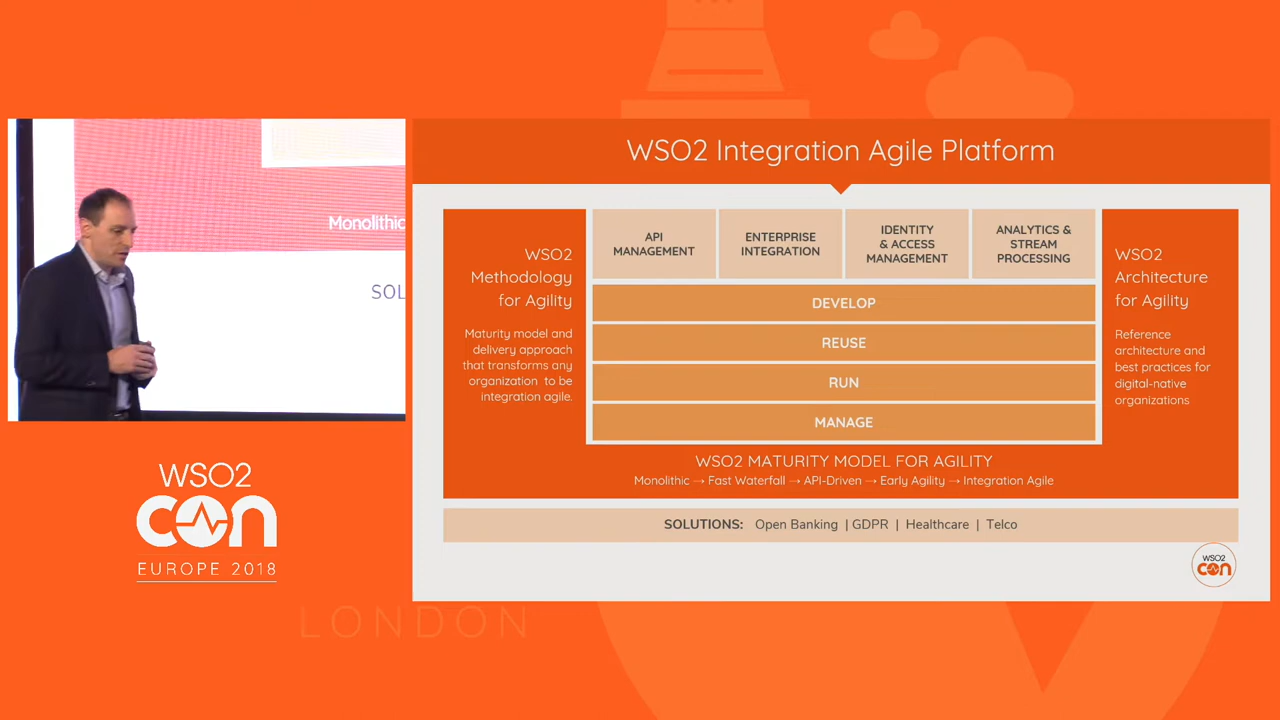 Monolithic
SOL
WSO2
CON
EUROPE 2018
LONDON
WSO2 Integration Agile Platform
WSO2
Methodology
for Agility
Maturity model and
delivery approach
that transforms any
organization to be
integration agile.
API
MANAGEMENT
ENTERPRISE
INTEGRATION
IDENTITY
& ACCESS
MANAGEMENT
ANALYTICS &
STREAM
PROCESSING
DEVELOP
REUSE
RUN
MANAGE
WSO2
Architecture
for Agility
Reference
architecture and
best practices for
digital-native
organizations
WSO2 MATURITY MODEL FOR AGILITY
Monolithic → Fast Waterfall → API-Driven → Early Agility → Integration Agile
SOLUTIONS: Open Banking | GDPR | Healthcare | Telco
WSO2
CON